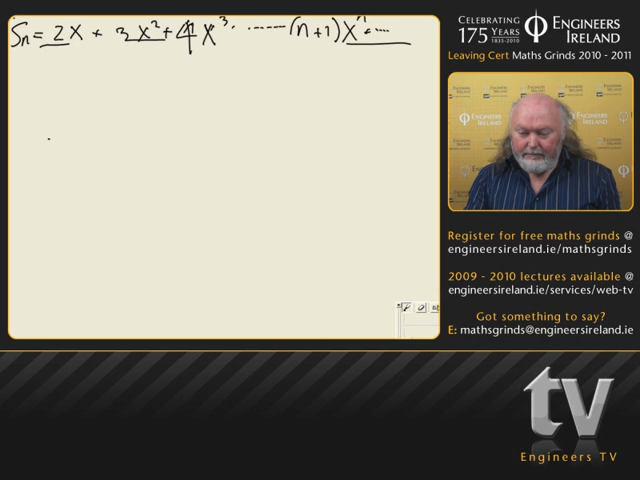 Sn = 2x + 3x² + 4x³ · ······ (n+1)xⁿ + ····
CELEBRATING
175 YEARS
1835-2010
ENGINEERS
IRELAND
Leaving Cert Maths Grinds 2010 - 2011
ENGINEERS
IRELAND
Register for free maths grinds @
engineersireland.ie/mathsgrinds
2009 - 2010 lectures available @
engineersireland.ie/services/web-tv
Got something to say?
E: mathsgrinds@engineersireland.ie
tv
Engineers TV